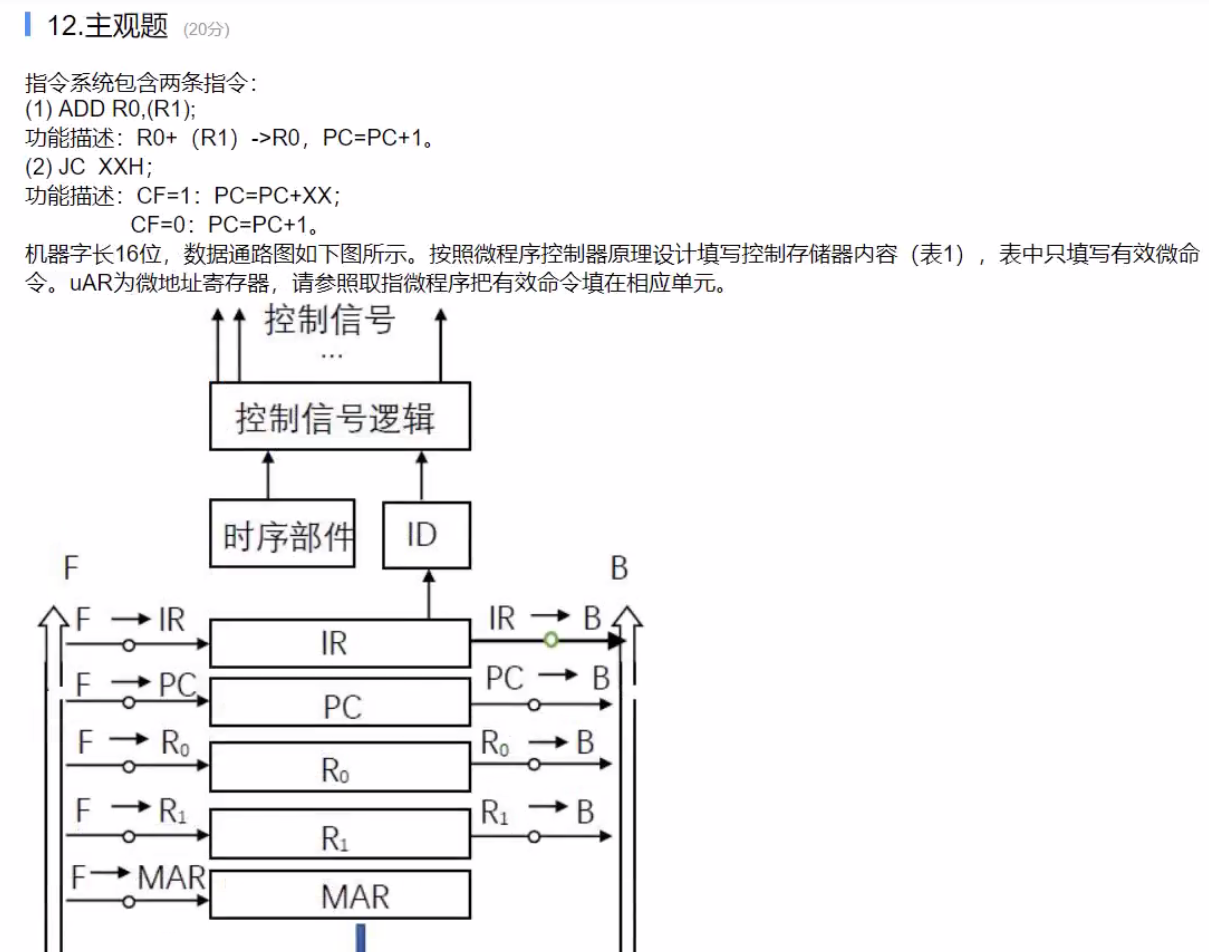 12.主观题 (20分)
指令系统包含两条指令：
(1) ADD R0,(R1);
功能描述：R0+（R1）->R0，PC=PC+1。
(2) JC  XXH；
功能描述：CF=1：PC=PC+XX；
CF=0：PC=PC+1。
机器字长16位，数据通路图如下图所示。按照微程序控制器原理设计填写控制存储器内容（表1），表中只填写有效微命
令。uAR为微地址寄存器，请参照取指微程序把有效命令填在相应单元。
控制信号
...
控制信号逻辑
时序部件 ID
F B
F → IR IR IR → B
F → PC PC PC → B
F → R₀ R₀ R₀ → B
F → R₁ R₁ R₁ → B
F → MAR MAR